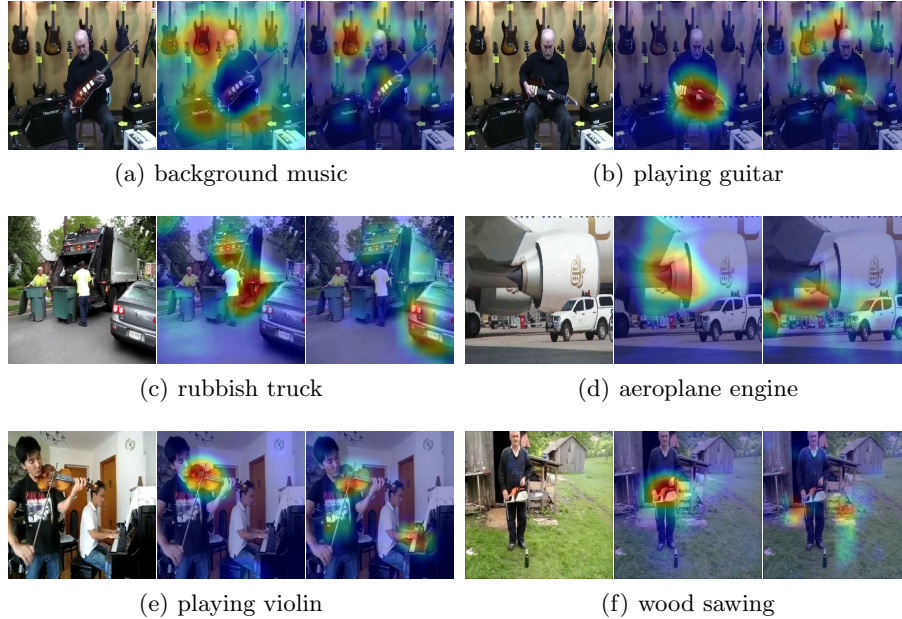 (a) background music
(b) playing guitar
(c) rubbish truck
(d) aeroplane engine
(e) playing violin
(f) wood sawing